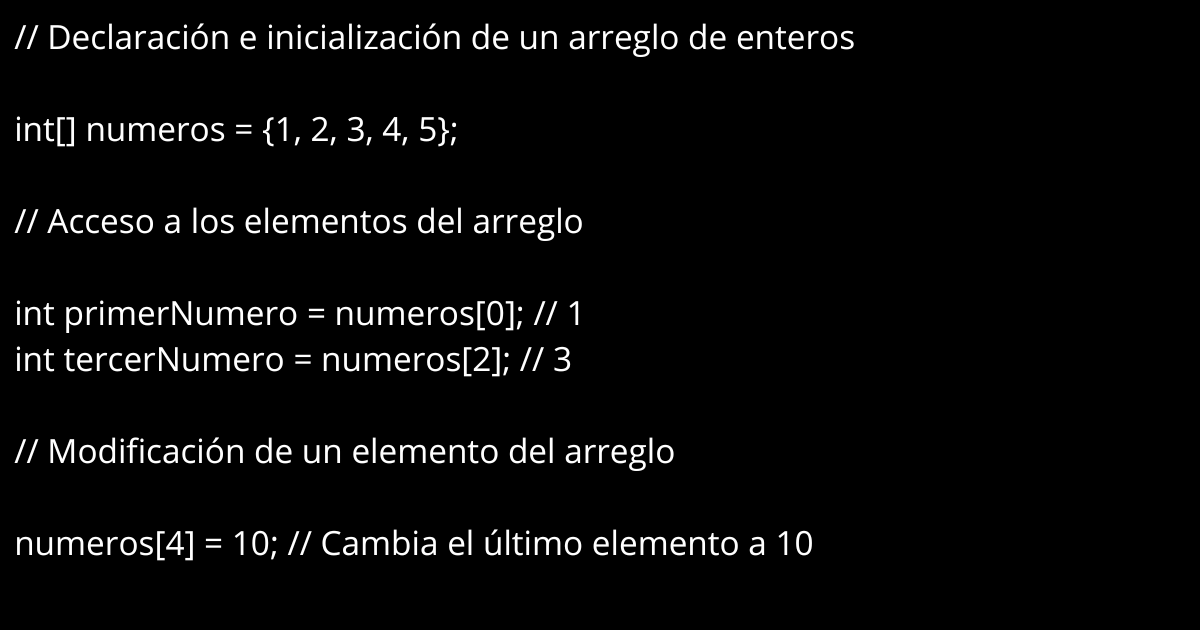 // Declaración e inicialización de un arreglo de enteros
int[] numeros = {1, 2, 3, 4, 5};
// Acceso a los elementos del arreglo
int primerNumero = numeros[0]; // 1
int tercerNumero = numeros[2]; // 3
// Modificación de un elemento del arreglo
numeros[4] = 10; // Cambia el último elemento a 10